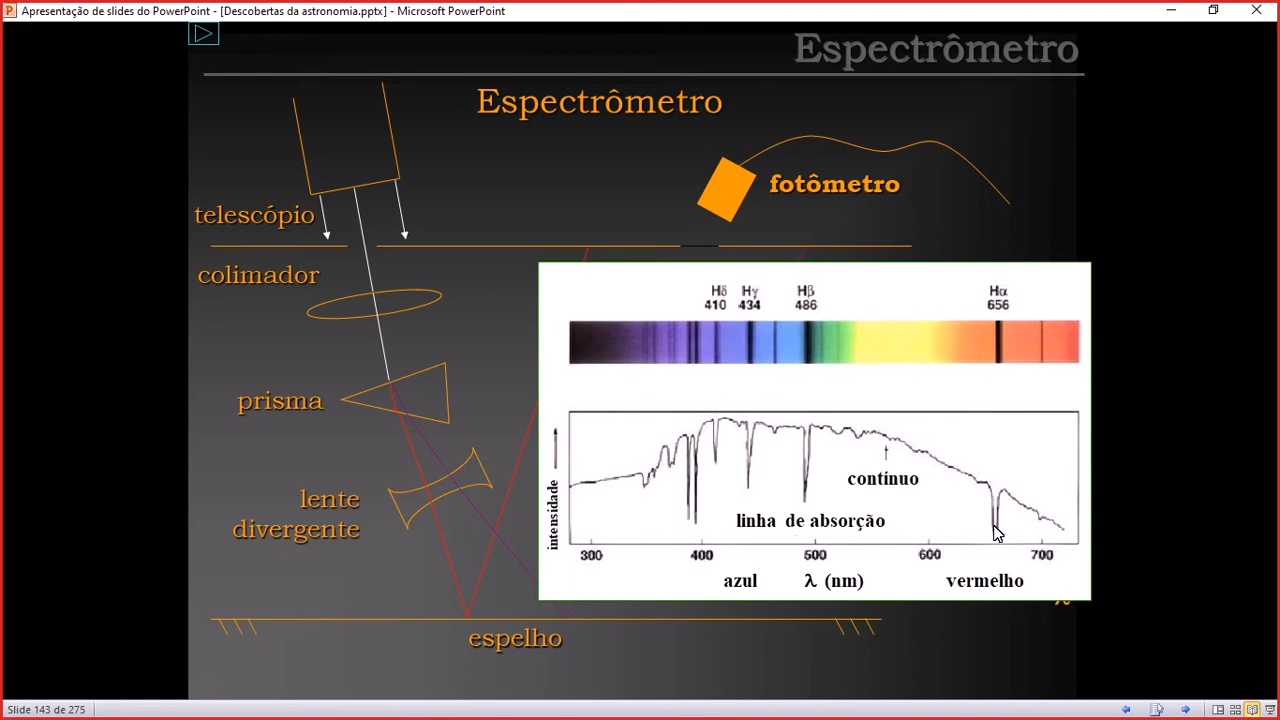 Apresentação de slides do PowerPoint - [Descobertas da astronomia.pptx] - Microsoft PowerPoint
Espectrômetro
Espectrômetro
fotômetro
telescópio
colimador
Hδ Hγ Hβ Hα
410 434 486 656
prisma
contínuo
intensidade
lente
divergente
linha de absorção
300 400 500 600 700
azul λ (nm) vermelho
espelho
Slide 143 de 275